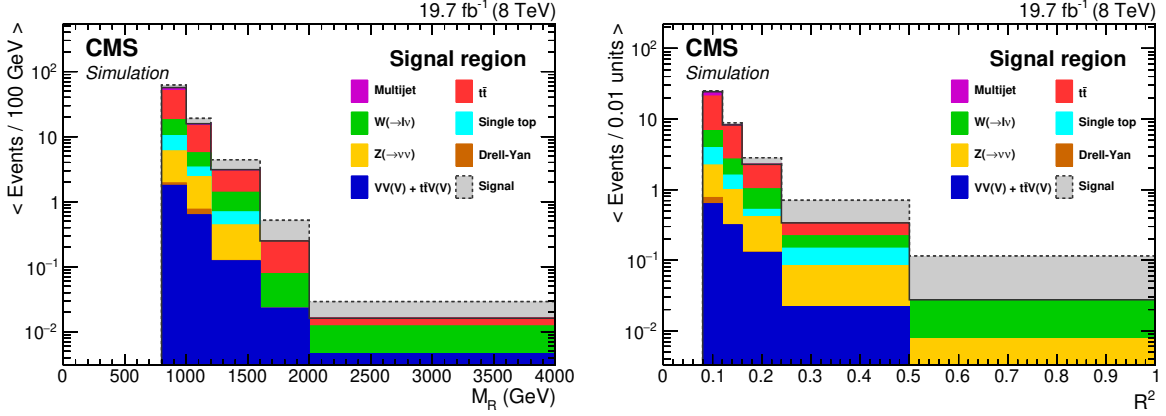 19.7 fb⁻¹ (8 TeV)
< Events / 100 GeV >
CMS
Simulation
Signal region
Multijet
tt̄
W(→lν)
Single top
Z(→νν)
Drell-Yan
VV(V) + tt̄V(V)
Signal
10²
10
1
10⁻¹
10⁻²
0 500 1000 1500 2000 2500 3000 3500 4000
M_R (GeV)
19.7 fb⁻¹ (8 TeV)
< Events / 0.01 units >
CMS
Simulation
Signal region
Multijet
tt̄
W(→lν)
Single top
Z(→νν)
Drell-Yan
VV(V) + tt̄V(V)
Signal
10²
10
1
10⁻¹
10⁻²
0 0.1 0.2 0.3 0.4 0.5 0.6 0.7 0.8 0.9 1
R²